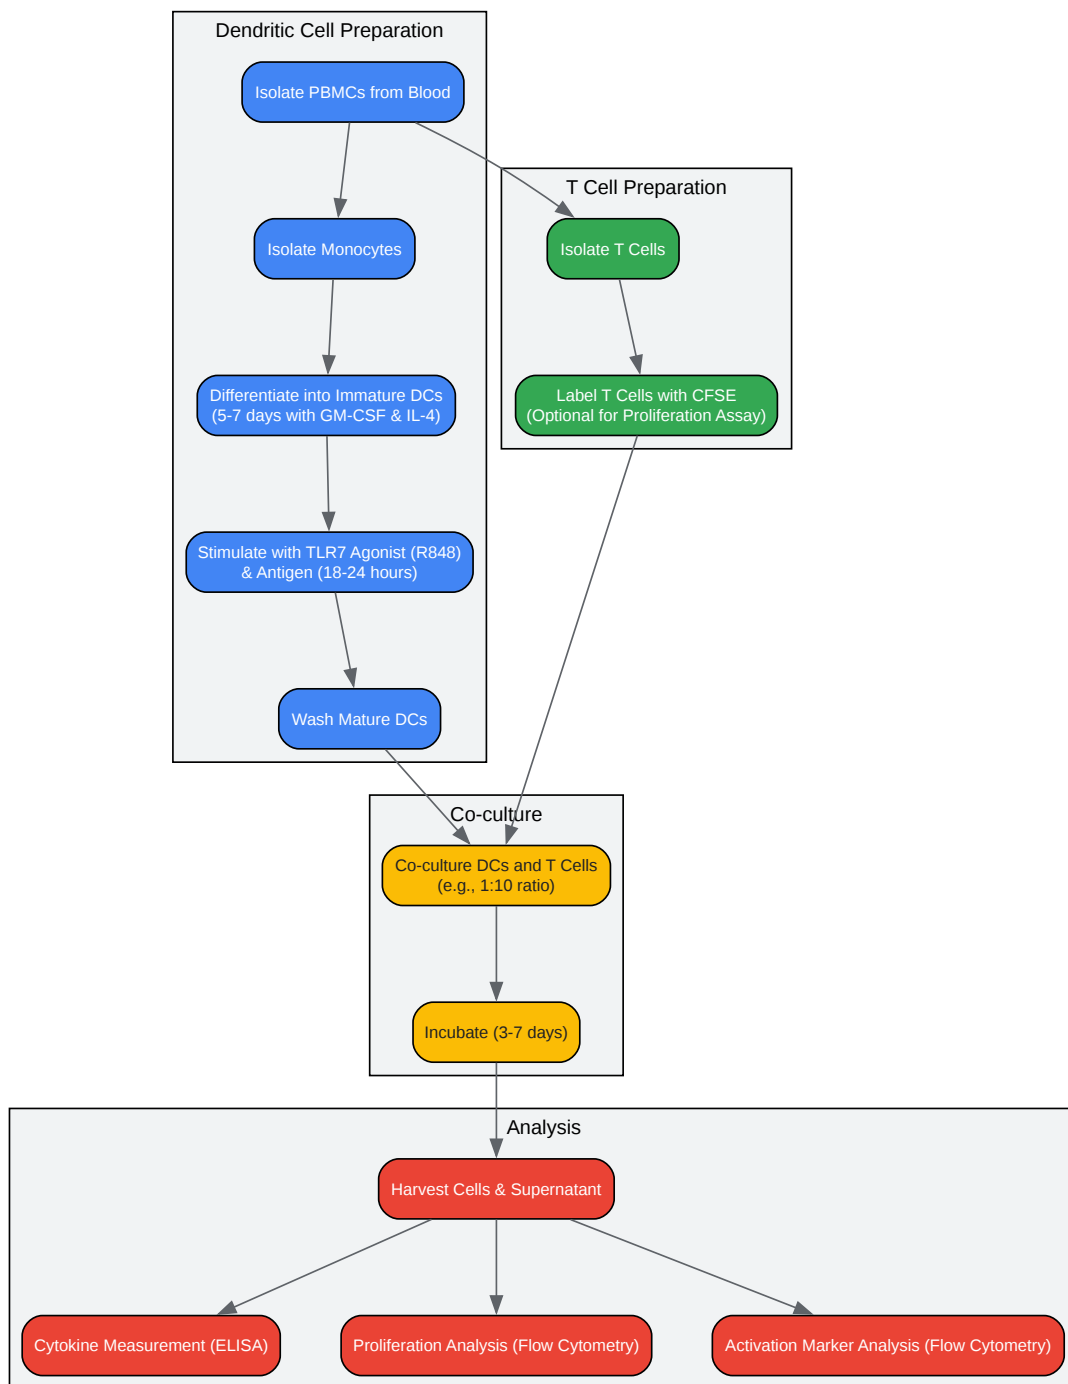 Dendritic Cell Preparation
Isolate PBMCs from Blood
T Cell Preparation
Isolate Monocytes
Isolate T Cells
Differentiate into Immature DCs
(5-7 days with GM-CSF & IL-4)
Label T Cells with CFSE
(Optional for Proliferation Assay)
Stimulate with TLR7 Agonist (R848)
& Antigen (18-24 hours)
Wash Mature DCs
Co-culture
Co-culture DCs and T Cells
(e.g., 1:10 ratio)
Incubate (3-7 days)
Analysis
Harvest Cells & Supernatant
Cytokine Measurement (ELISA)
Proliferation Analysis (Flow Cytometry)
Activation Marker Analysis (Flow Cytometry)